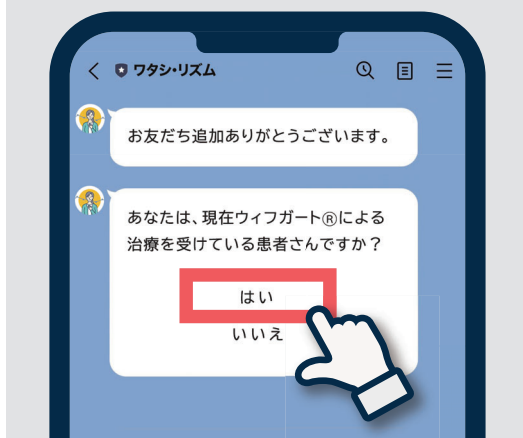 ワタシ・リズム
お友だち追加ありがとうございます。
あなたは、現在ウィフガート®による
治療を受けている患者さんですか?
はい
いいえ